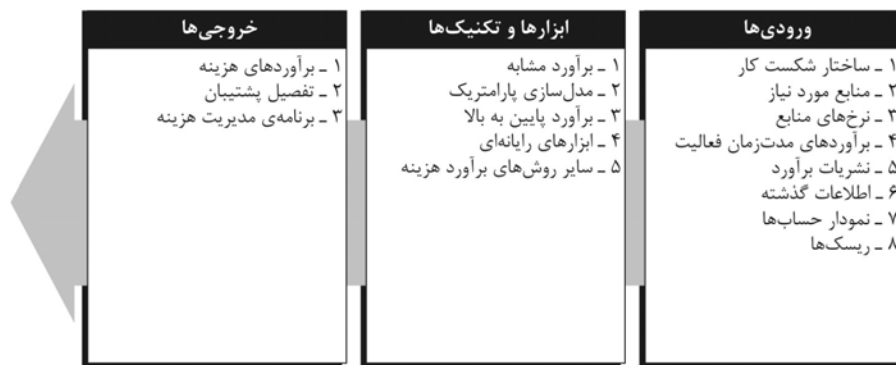 ورودی‌ها
۱ ـ ساختار شکست کار
۲ ـ منابع مورد نیاز
۳ ـ نرخ‌های منابع
۴ ـ برآوردهای مدت‌زمان فعالیت
۵ ـ نشریات برآورد
۶ ـ اطلاعات گذشته
۷ ـ نمودار حساب‌ها
۸ ـ ریسک‌ها
ابزارها و تکنیک‌ها
۱ ـ برآورد مشابه
۲ ـ مدل‌سازی پارامتریک
۳ ـ برآورد پایین به بالا
۴ ـ ابزارهای رایانه‌ای
۵ ـ سایر روش‌های برآورد هزینه
خروجی‌ها
۱ ـ برآوردهای هزینه
۲ ـ تفصیل پشتیبان
۳ ـ برنامه‌ی مدیریت هزینه